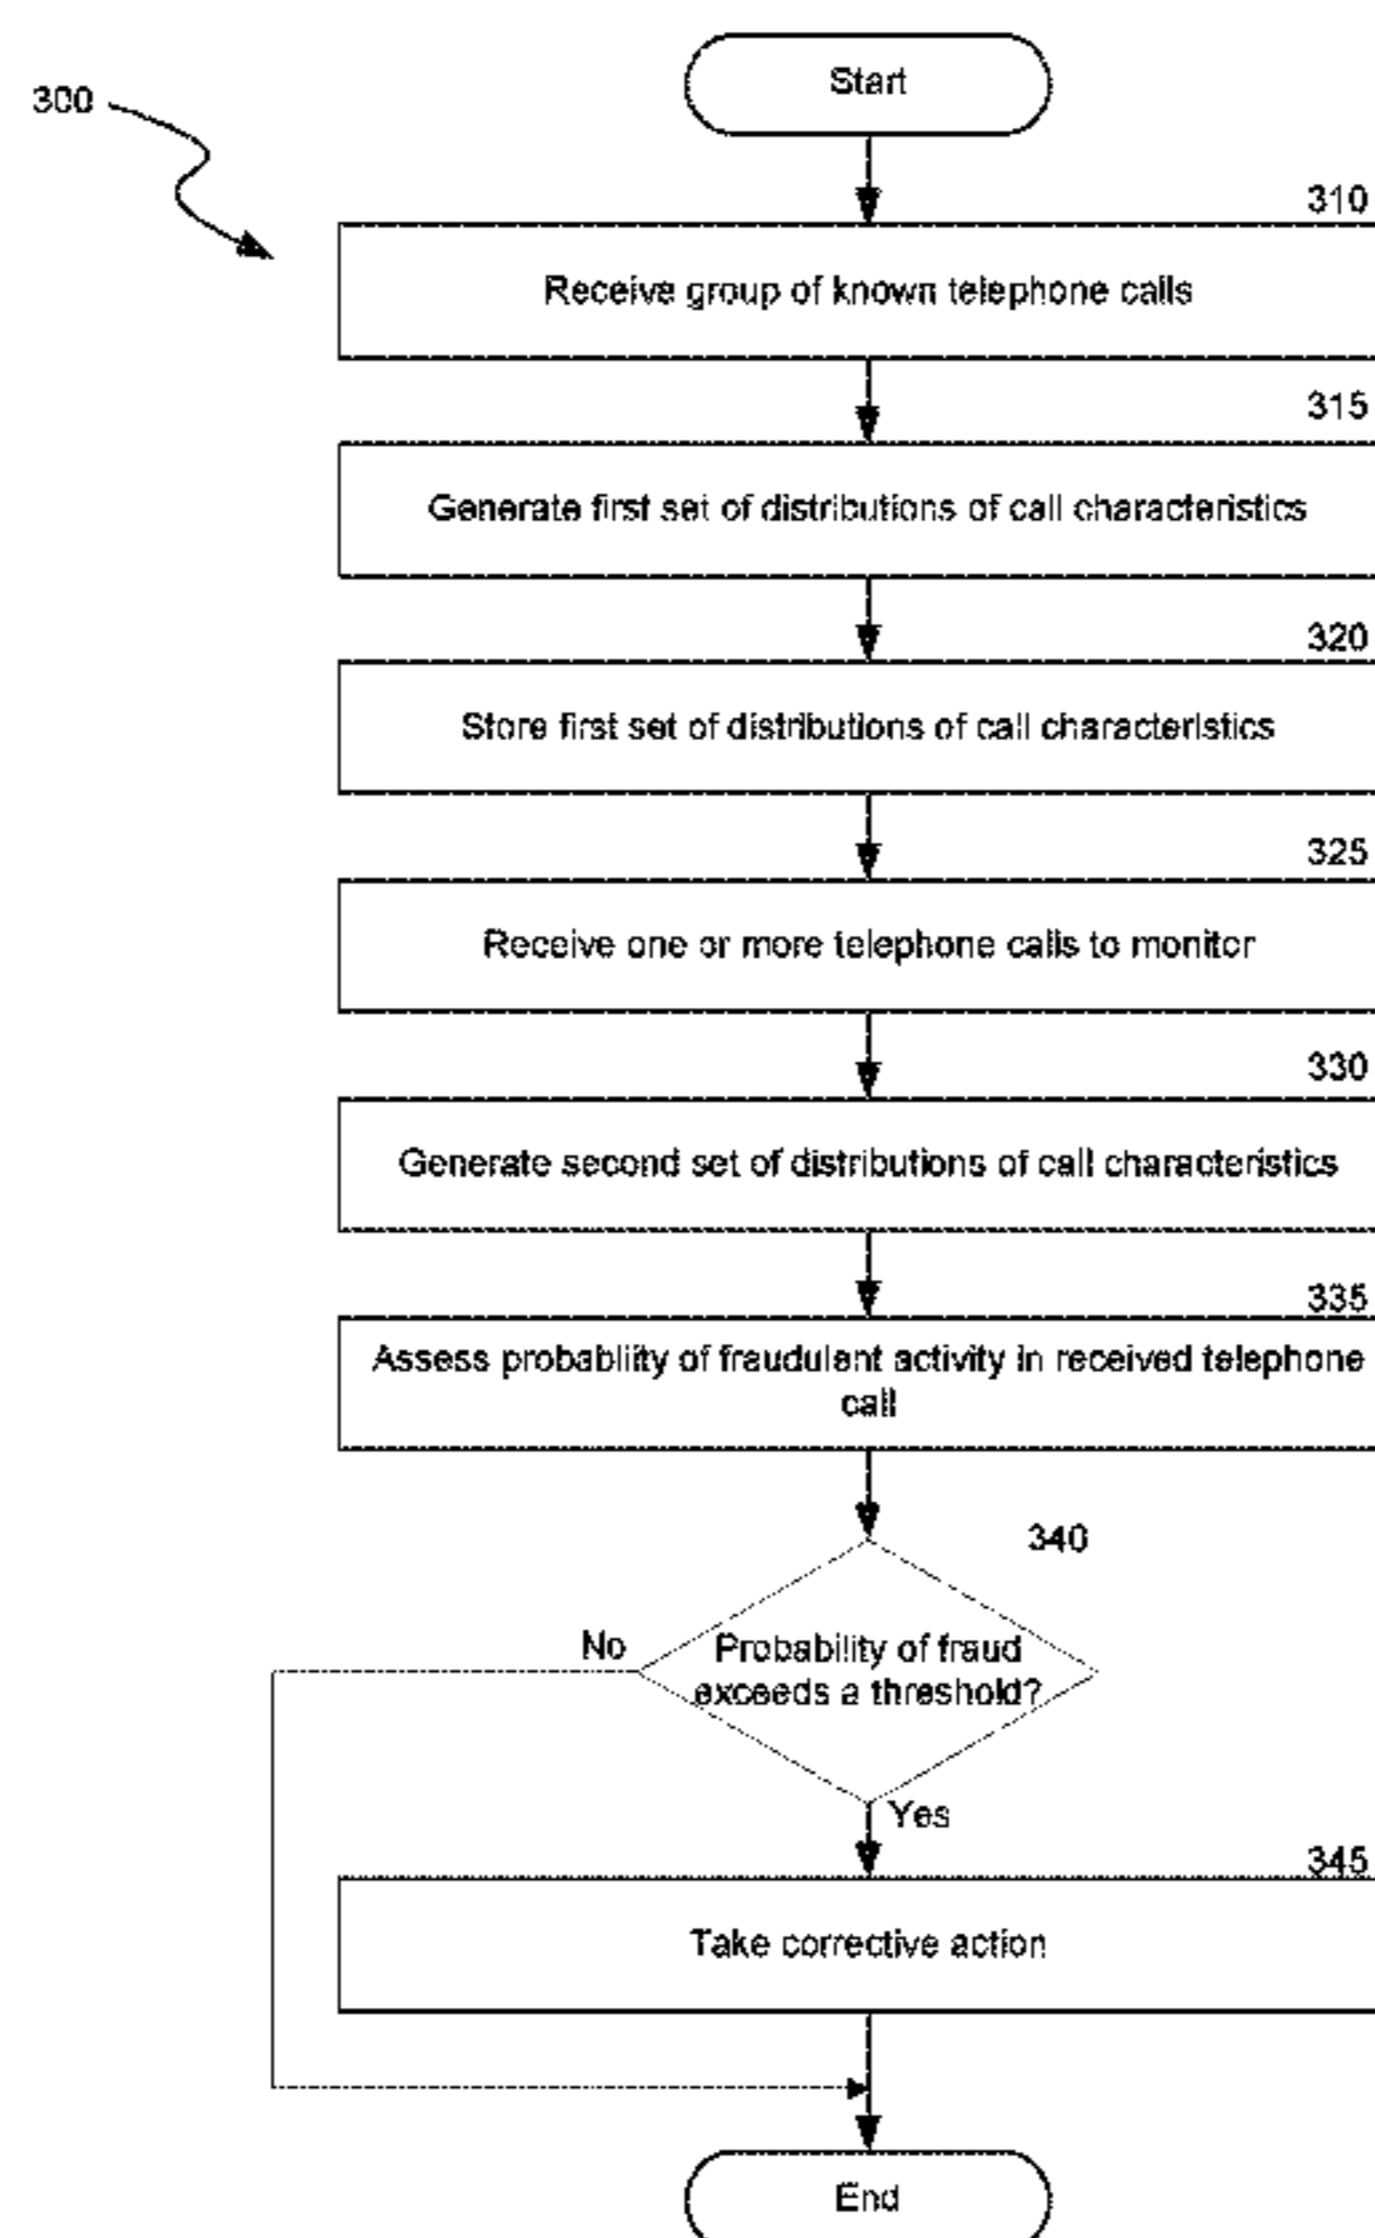 Start
300
310
Receive group of known telephone calls
315
Generate first set of distributions of call characteristics
320
Store first set of distributions of call characteristics
325
Receive one or more telephone calls to monitor
330
Generate second set of distributions of call characteristics
335
Assess probability of fraudulent activity in received telephone
call
340
No
Probability of fraud
exceeds a threshold?
Yes
345
Take corrective action
End